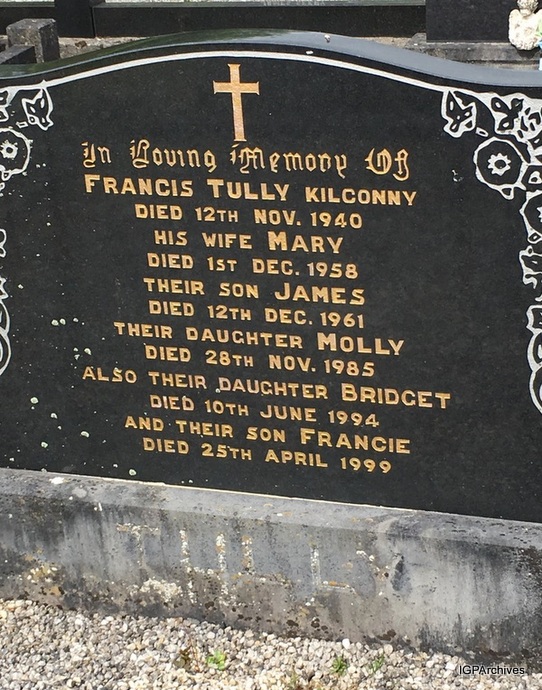 In Loving Memory Of
FRANCIS TULLY KILCONNY
DIED 12TH NOV. 1940
HIS WIFE MARY
DIED 1ST DEC. 1958
THEIR SON JAMES
DIED 12TH DEC. 1961
THEIR DAUGHTER MOLLY
DIED 28TH NOV. 1985
ALSO THEIR DAUGHTER BRIDGET
DIED 10TH JUNE 1994
AND THEIR SON FRANCIE
DIED 25TH APRIL 1999
TULLY
IGPArchives